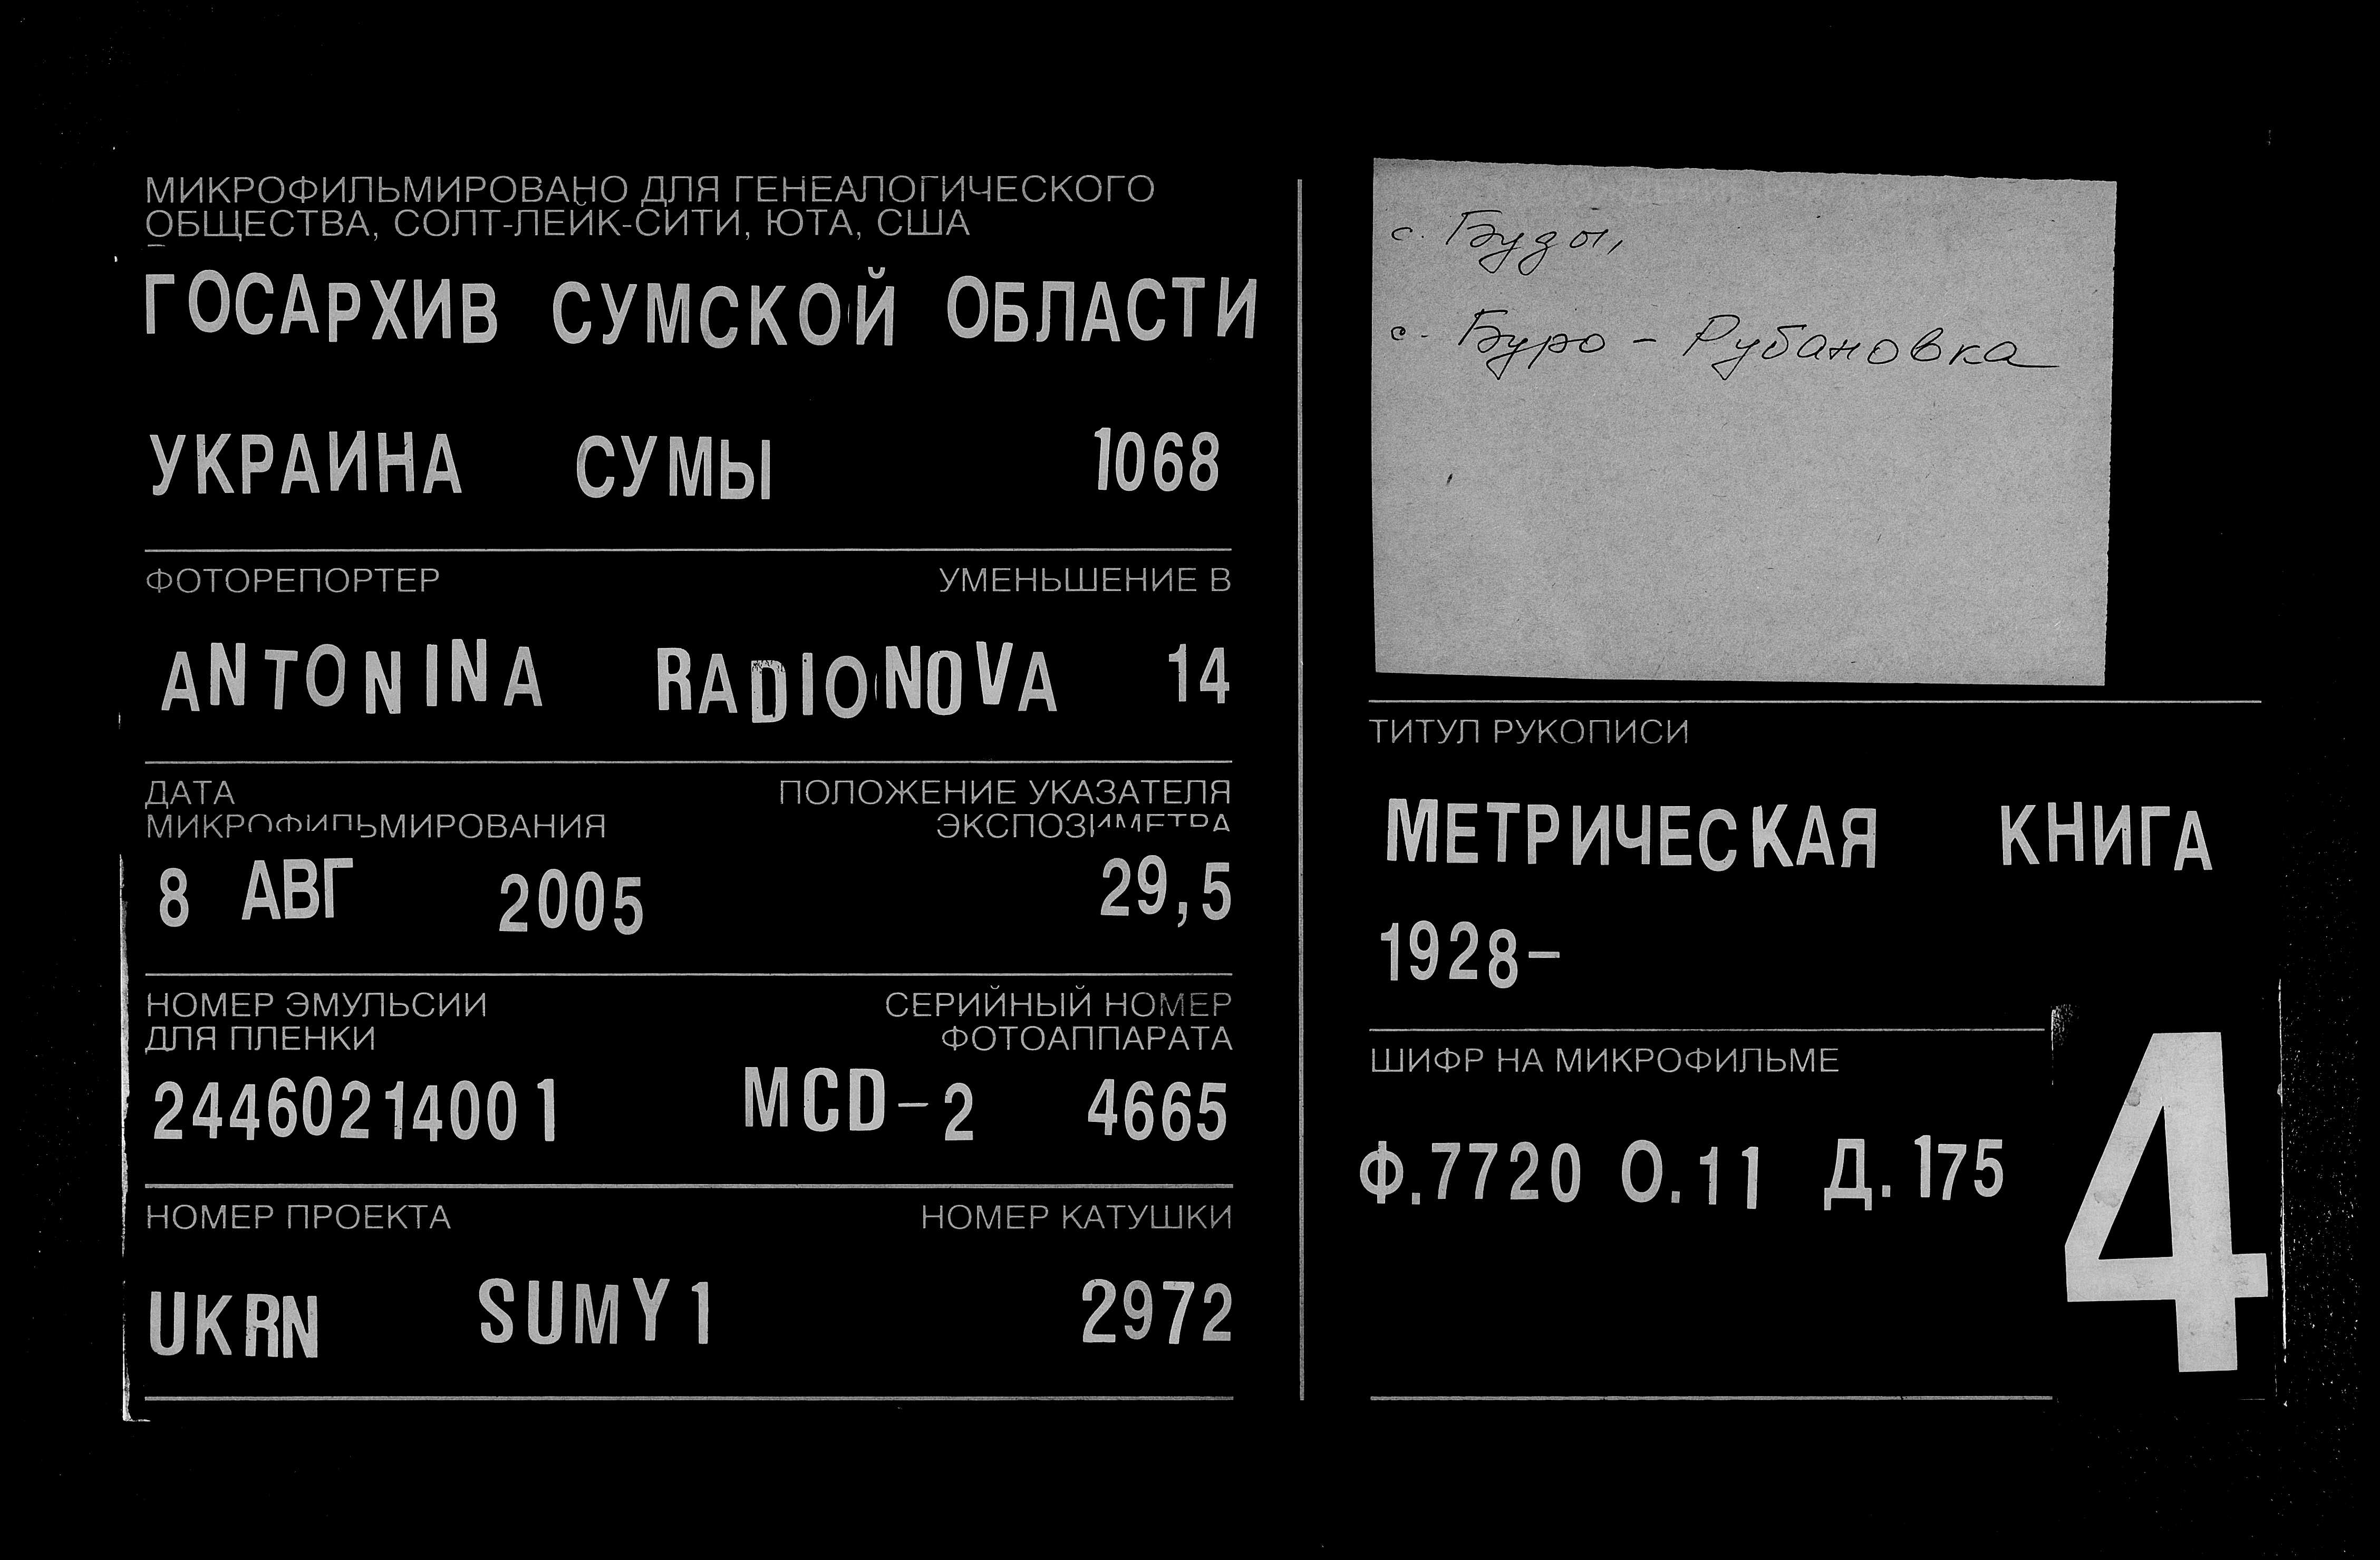 МИКРОФИЛЬМИРОВАНО ДЛЯ ГЕНЕАЛОГИЧЕСКОГО
ОБЩЕСТВА, СОЛТ-ЛЕЙК-СИТИ, ЮТА, США
ГОСАРХИВ СУМСКОЙ ОБЛАСТИ
УКРАИНА СУМЫ 1068
ФОТОРЕПОРТЕР УМЕНЬШЕНИЕ В
ANTONINA RADIONOVA 14
ДАТА ПОЛОЖЕНИЕ УКАЗАТЕЛЯ
МИКРОФИЛЬМИРОВАНИЯ ЭКСПОЗИМЕТРА
8 АВГ 2005 29,5
НОМЕР ЭМУЛЬСИИ СЕРИЙНЫЙ НОМЕР
ДЛЯ ПЛЕНКИ ФОТОАППАРАТА
24460214001 MCD-2 4665
НОМЕР ПРОЕКТА НОМЕР КАТУШКИ
UKRN SUMY1 2972
с. Буды,
с. Буро - Рубановка
ТИТУЛ РУКОПИСИ
МЕТРИЧЕСКАЯ КНИГА
1928-
ШИФР НА МИКРОФИЛЬМЕ
Ф.7720 О.11 Д.175
4